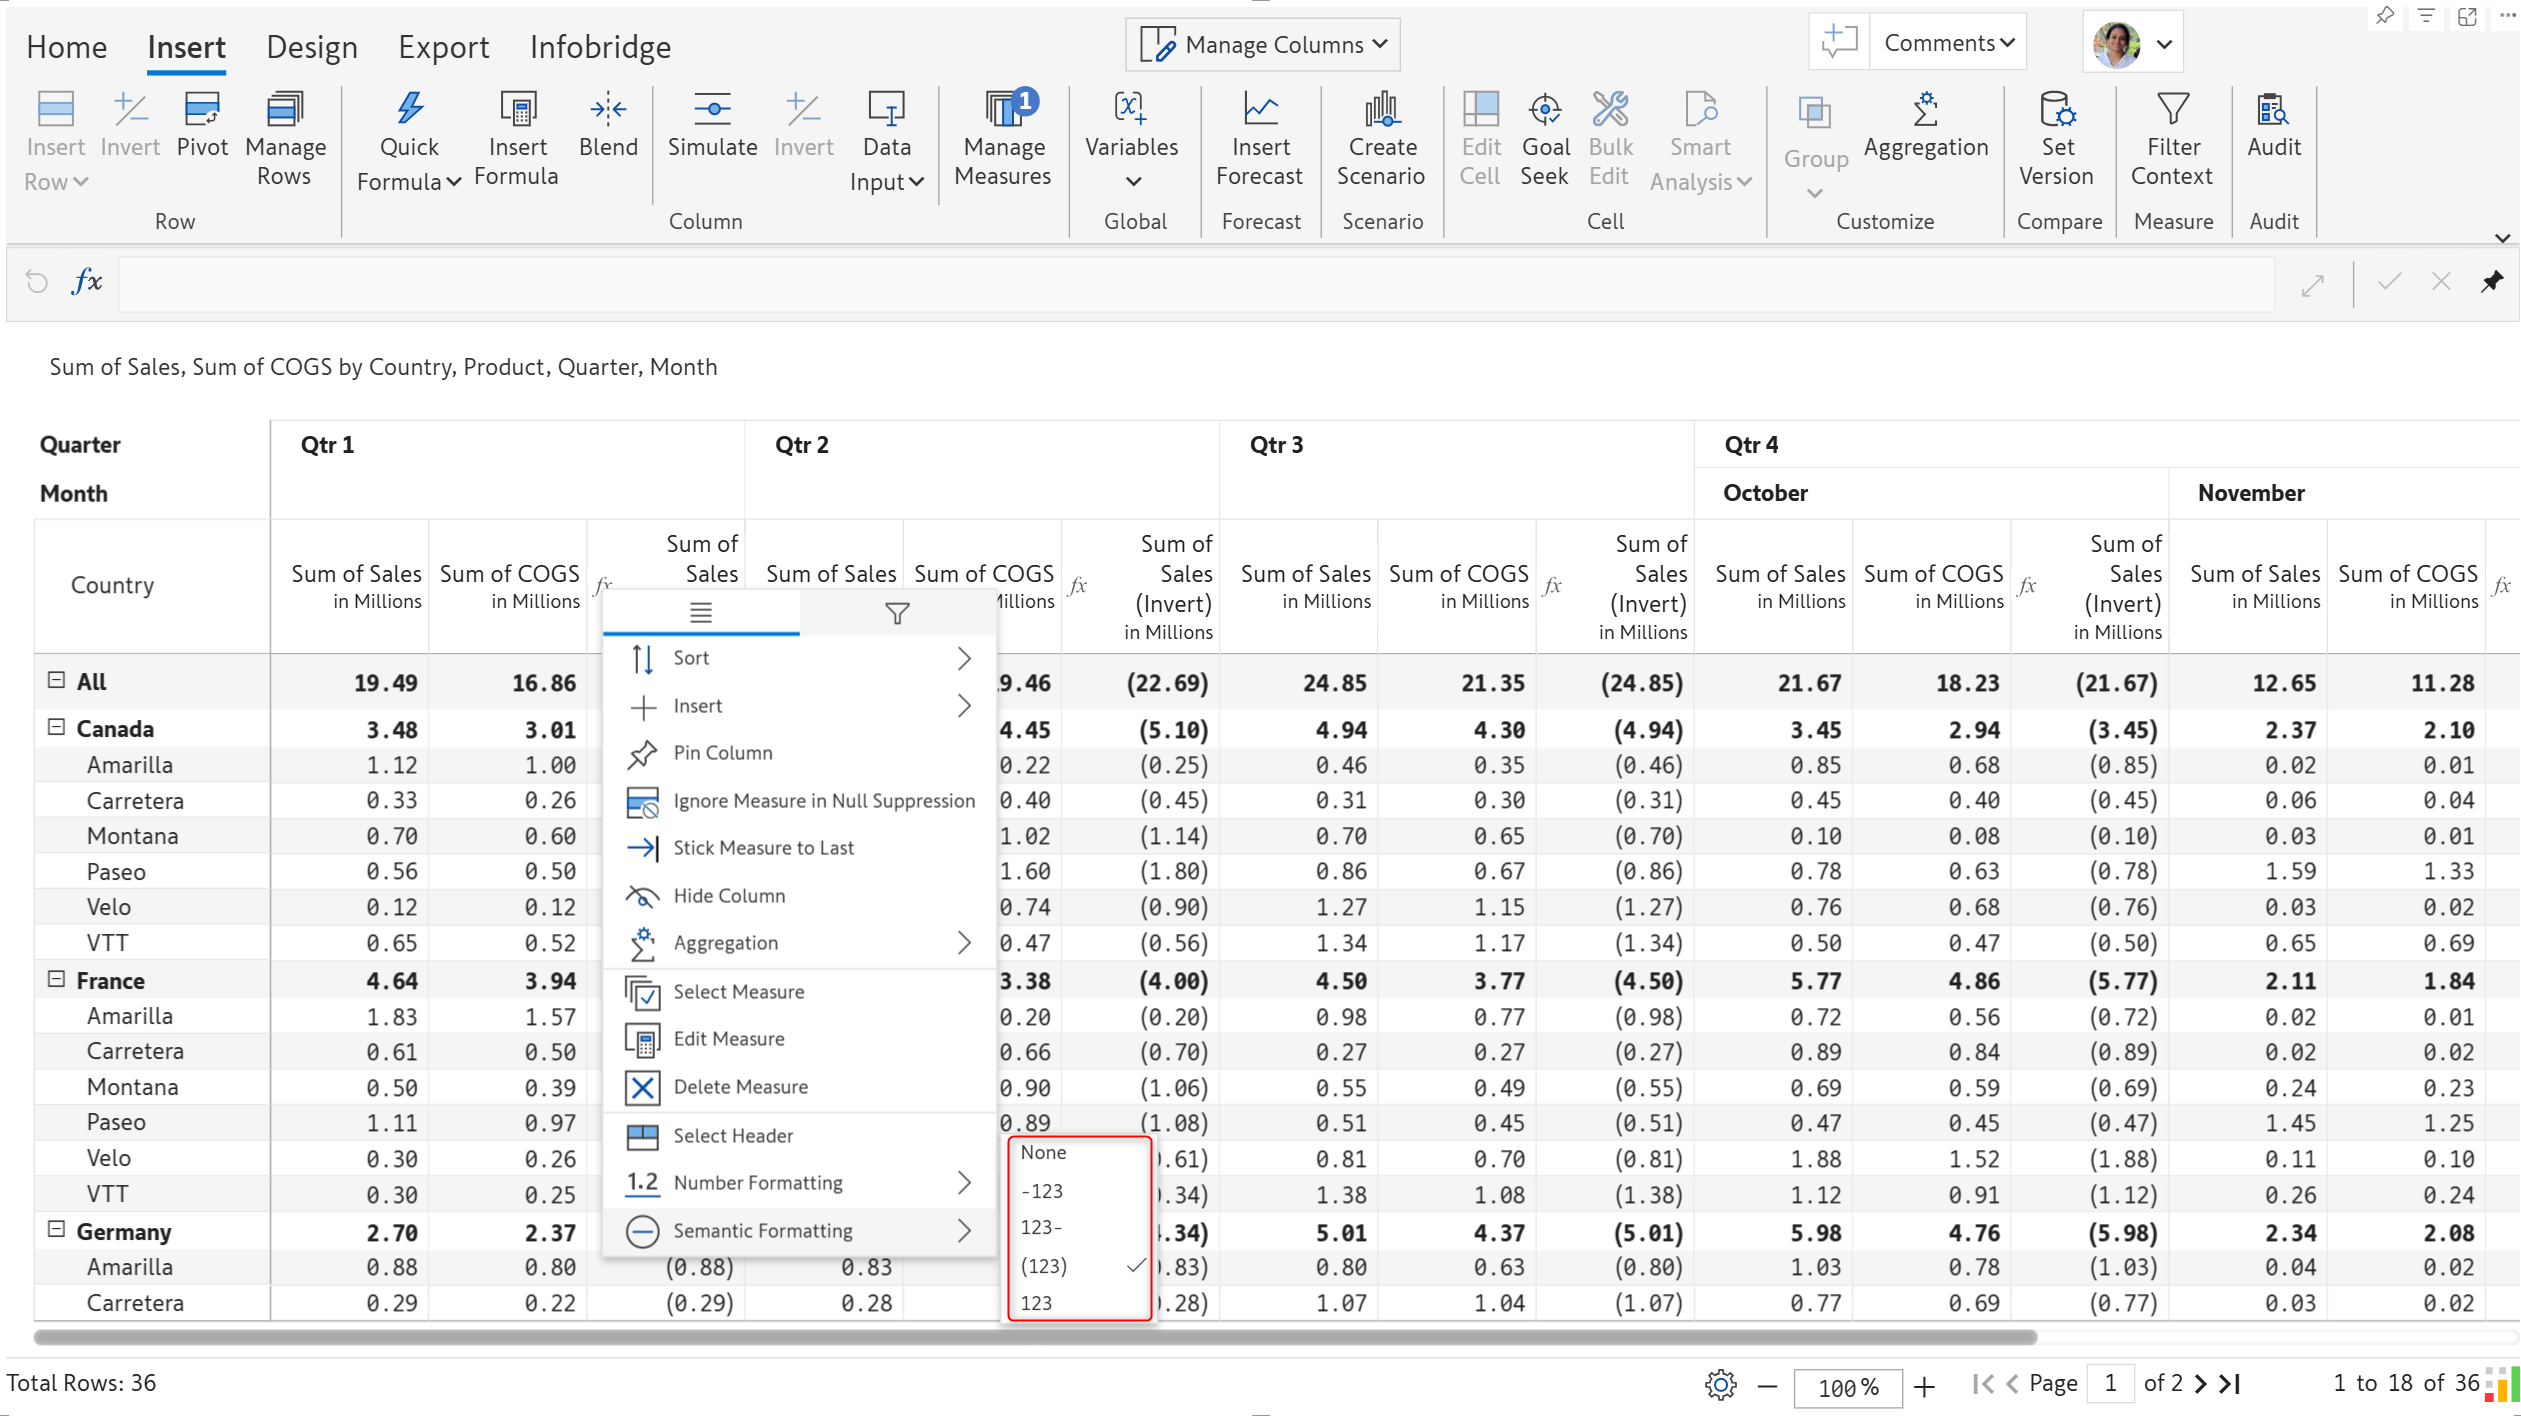 Home Insert Design Export Infobridge Manage Columns Comments
Insert Row Invert Pivot Manage Rows Quick Formula Insert Formula Blend Simulate Invert Data Input Manage Measures 1 Variables Insert Forecast Create Scenario Edit Cell Goal Seek Bulk Edit Smart Analysis Group Aggregation Set Version Filter Context Audit
Row Column Global Forecast Scenario Cell Customize Compare Measure Audit
fx
Sum of Sales, Sum of COGS by Country, Product, Quarter, Month
Quarter Qtr 1 Qtr 2 Qtr 3 Qtr 4
Month October November
Country Sum of Sales in Millions Sum of COGS in Millions fx Sum of Sales Sum of Sales Sum of COGS Millions fx Sum of Sales (Invert) in Millions Sum of Sales in Millions Sum of COGS in Millions fx Sum of Sales (Invert) in Millions Sum of Sales in Millions Sum of COGS in Millions fx Sum of Sales (Invert) in Millions Sum of Sales in Millions Sum of COGS in Millions fx
All 19.49 16.86 9.46 (22.69) 24.85 21.35 (24.85) 21.67 18.23 (21.67) 12.65 11.28
Canada 3.48 3.01 4.45 (5.10) 4.94 4.30 (4.94) 3.45 2.94 (3.45) 2.37 2.10
Amarilla 1.12 1.00 0.22 (0.25) 0.46 0.35 (0.46) 0.85 0.68 (0.85) 0.02 0.01
Carretera 0.33 0.26 0.40 (0.45) 0.31 0.30 (0.31) 0.45 0.40 (0.45) 0.06 0.04
Montana 0.70 0.60 1.02 (1.14) 0.70 0.65 (0.70) 0.10 0.08 (0.10) 0.03 0.01
Paseo 0.56 0.50 1.60 (1.80) 0.86 0.67 (0.86) 0.78 0.63 (0.78) 1.59 1.33
Velo 0.12 0.12 0.74 (0.90) 1.27 1.15 (1.27) 0.76 0.68 (0.76) 0.03 0.02
VTT 0.65 0.52 0.47 (0.56) 1.34 1.17 (1.34) 0.50 0.47 (0.50) 0.65 0.69
France 4.64 3.94 3.38 (4.00) 4.50 3.77 (4.50) 5.77 4.86 (5.77) 2.11 1.84
Amarilla 1.83 1.57 0.20 (0.20) 0.98 0.77 (0.98) 0.72 0.56 (0.72) 0.02 0.01
Carretera 0.61 0.50 0.66 (0.70) 0.27 0.27 (0.27) 0.89 0.84 (0.89) 0.02 0.02
Montana 0.50 0.39 0.90 (1.06) 0.55 0.49 (0.55) 0.69 0.59 (0.69) 0.24 0.23
Paseo 1.11 0.97 0.89 (1.08) 0.51 0.45 (0.51) 0.47 0.45 (0.47) 1.45 1.25
Velo 0.30 0.26 .61) 0.81 0.70 (0.81) 1.88 1.52 (1.88) 0.11 0.10
VTT 0.30 0.25 .34) 1.38 1.08 (1.38) 1.12 0.91 (1.12) 0.26 0.24
Germany 2.70 2.37 .34) 5.01 4.37 (5.01) 5.98 4.76 (5.98) 2.34 2.08
Amarilla 0.88 0.80 (0.88) 0.83 .83) 0.80 0.63 (0.80) 1.03 0.78 (1.03) 0.04 0.02
Carretera 0.29 0.22 (0.29) 0.28 .28) 1.07 1.04 (1.07) 0.77 0.69 (0.77) 0.03 0.02
Sort
Insert
Pin Column
Ignore Measure in Null Suppression
Stick Measure to Last
Hide Column
Aggregation
Select Measure
Edit Measure
Delete Measure
Select Header
1.2 Number Formatting
Semantic Formatting
None
-123
123-
(123)
123
Total Rows: 36 100 % Page 1 of 2 1 to 18 of 36